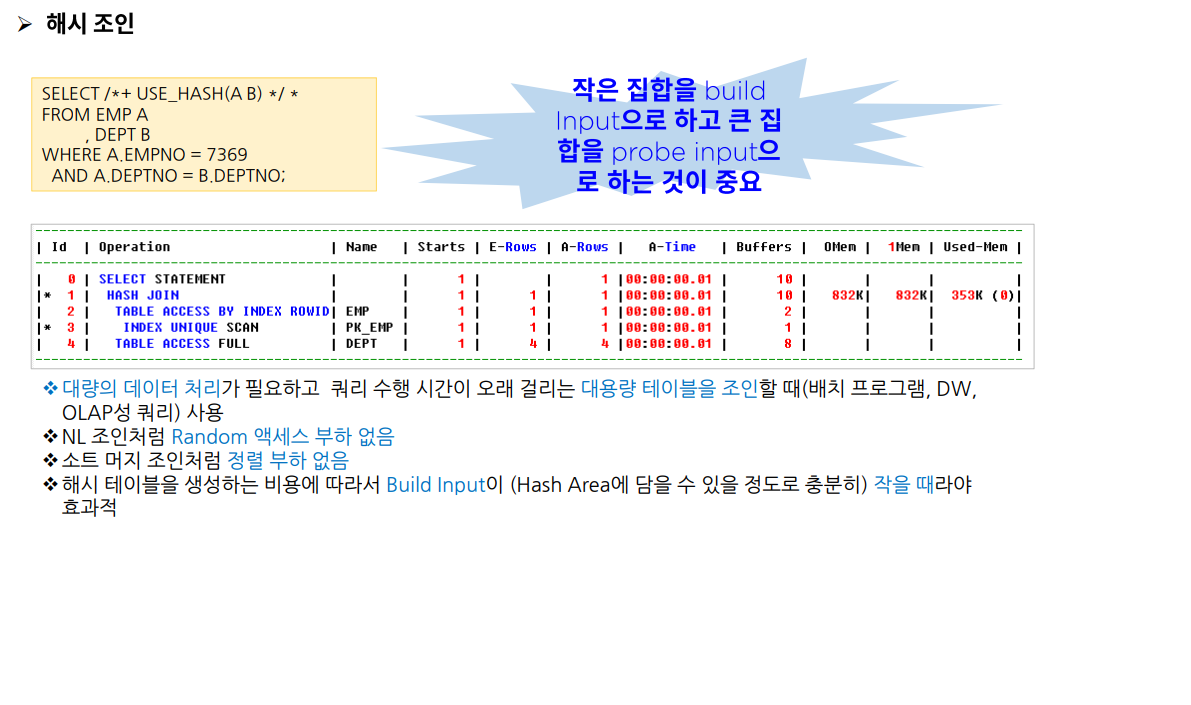 ➢ 해시 조인
SELECT /*+ USE_HASH(A B) */ *
FROM EMP A
, DEPT B
WHERE A.EMPNO = 7369
AND A.DEPTNO = B.DEPTNO;
작은 집합을 build
Input으로 하고 큰 집
합을 probe input으
로 하는 것이 중요
| Id | Operation | Name | Starts | E-Rows | A-Rows | A-Time | Buffers | OMem | 1Mem | Used-Mem |
| 0 | SELECT STATEMENT | | 1 | | 1 |00:00:00.01 | 10 | | | |
|* 1 | HASH JOIN | | 1 | 1 | 1 |00:00:00.01 | 10 | 832K| 832K| 353K (0)|
| 2 | TABLE ACCESS BY INDEX ROWID| EMP | 1 | 1 | 1 |00:00:00.01 | 2 | | | |
|* 3 | INDEX UNIQUE SCAN | PK_EMP | 1 | 1 | 1 |00:00:00.01 | 1 | | | |
| 4 | TABLE ACCESS FULL | DEPT | 1 | 4 | 4 |00:00:00.01 | 8 | | | |
❖대량의 데이터 처리가 필요하고 쿼리 수행 시간이 오래 걸리는 대용량 테이블을 조인할 때(배치 프로그램, DW,
OLAP성 쿼리) 사용
❖NL 조인처럼 Random 액세스 부하 없음
❖소트 머지 조인처럼 정렬 부하 없음
❖해시 테이블을 생성하는 비용에 따라서 Build Input이 (Hash Area에 담을 수 있을 정도로 충분히) 작을 때라야
효과적